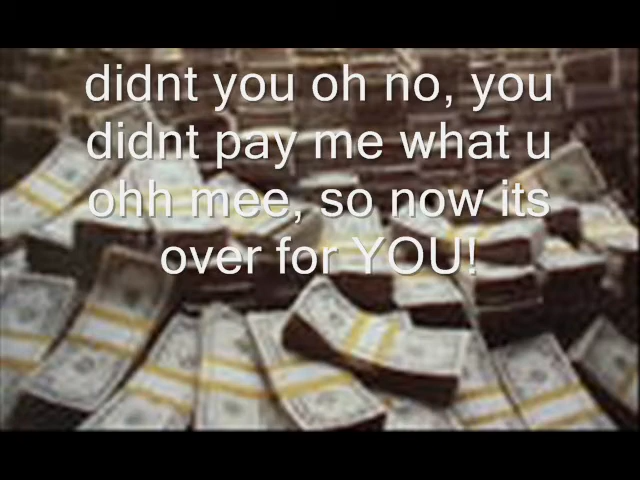 didnt you oh no, you
didnt pay me what u
ohh mee, so now its
over for YOU!